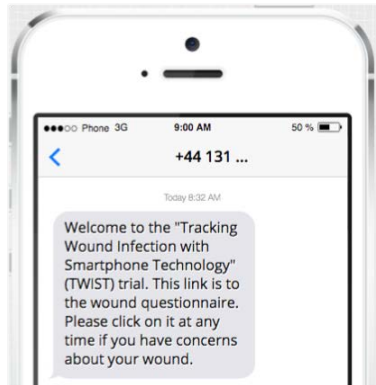 ●●●○○ Phone 3G 9:00 AM 50 %
+44 131 ...
Today 8:32 AM
Welcome to the "Tracking
Wound Infection with
Smartphone Technology"
(TWIST) trial. This link is to
the wound questionnaire.
Please click on it at any
time if you have concerns
about your wound.